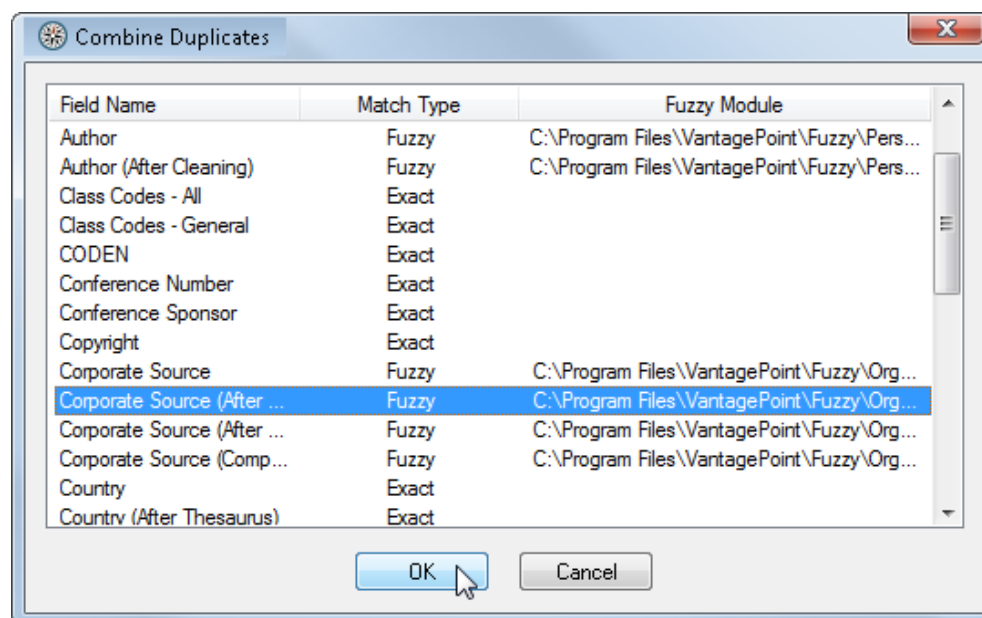 Combine Duplicates
Field Name Match Type Fuzzy Module
Author Fuzzy C:\Program Files\VantagePoint\Fuzzy\Pers...
Author (After Cleaning) Fuzzy C:\Program Files\VantagePoint\Fuzzy\Pers...
Class Codes - All Exact
Class Codes - General Exact
CODEN Exact
Conference Number Exact
Conference Sponsor Exact
Copyright Exact
Corporate Source Fuzzy C:\Program Files\VantagePoint\Fuzzy\Org...
Corporate Source (After ... Fuzzy C:\Program Files\VantagePoint\Fuzzy\Org...
Corporate Source (After ... Fuzzy C:\Program Files\VantagePoint\Fuzzy\Org...
Corporate Source (Comp... Fuzzy C:\Program Files\VantagePoint\Fuzzy\Org...
Country Exact
Country (After Thesaurus) Exact
OK Cancel